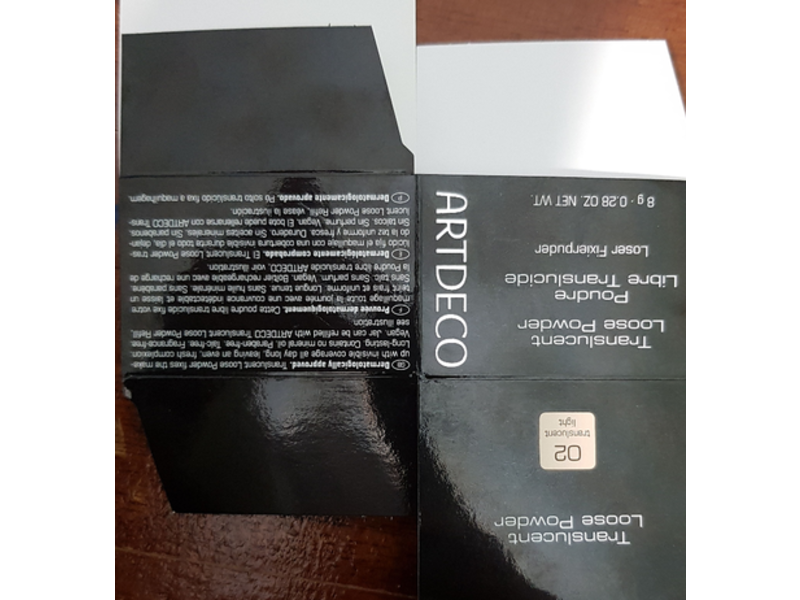 Translucent
Loose Powder
02
translucent
light
Translucent
Loose Powder
Poudre
Libre Translucide
Loser Fixierpuder
8 g · 0.28 OZ. NET WT.
ARTDECO
GB Dermatologically approved. Translucent Loose Powder fixes the make-
up with invisible coverage all day long, leaving an even, fresh complexion.
Long-lasting. Contains no mineral oil. Paraben-free. Talc-free. Fragrance-free.
Vegan. Jar can be refilled with ARTDECO Translucent Loose Powder Refill,
see illustration.
F Prouvée dermatologiquement. Cette poudre libre translucide fixe votre
maquillage toute la journée avec une couvrance indétectable et laisse un
teint frais et uniforme. Longue tenue. Sans huile minérale. Sans parabène.
Sans talc. Sans parfum. Vegan. Boîtier rechargeable avec une recharge de
la Poudre libre translucide ARTDECO, voir illustration.
E Dermatológicamente comprobado. El Translucent Loose Powder tras-
lúcido fija el maquillaje con una cobertura invisible durante todo el día, dejan-
do la tez uniforme y fresca. Duradero. Sin aceites minerales. Sin parabenos.
Sin talcos. Sin perfume. Vegan. El bote puede rellenarse con ARTDECO Trans-
lucent Loose Powder Refill, véase la ilustración.
P Dermatologicamente aprovado. Pó solto translúcido fixa a maquilhagem.